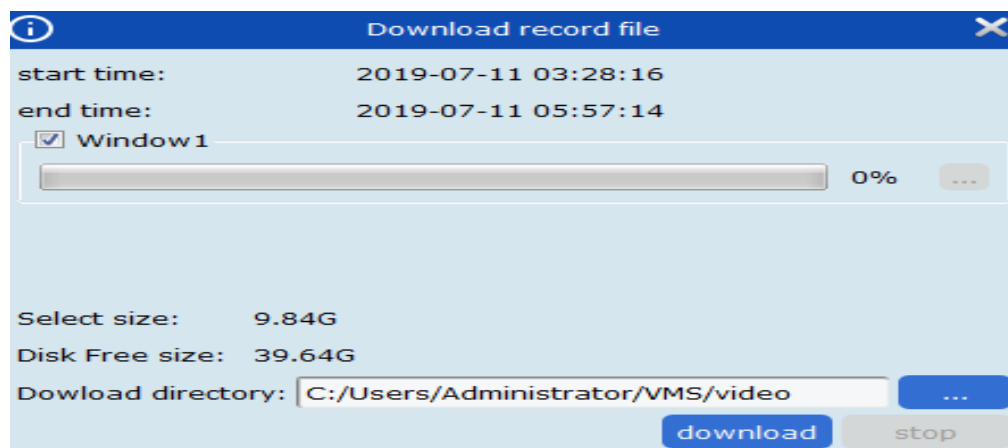 Download record file
start time: 2019-07-11 03:28:16
end time: 2019-07-11 05:57:14
Window1
0% ...
Select size: 9.84G
Disk Free size: 39.64G
Dowload directory: C:/Users/Administrator/VMS/video ...
download stop